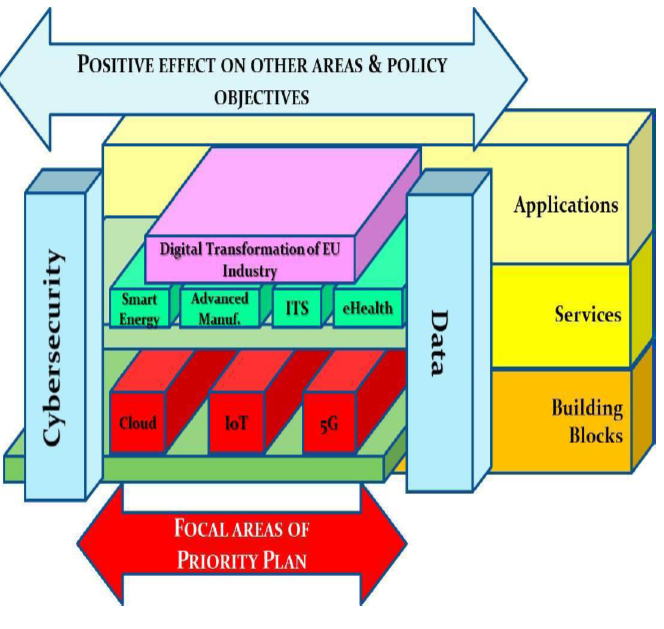 POSITIVE EFFECT ON OTHER AREAS & POLICY
OBJECTIVES
Applications
Digital Transformation of EU
Industry
Smart
Energy
Advanced
Manuf.
ITS
eHealth
Services
Cybersecurity
Data
Cloud
IoT
5G
Building
Blocks
FOCAL AREAS OF
PRIORITY PLAN